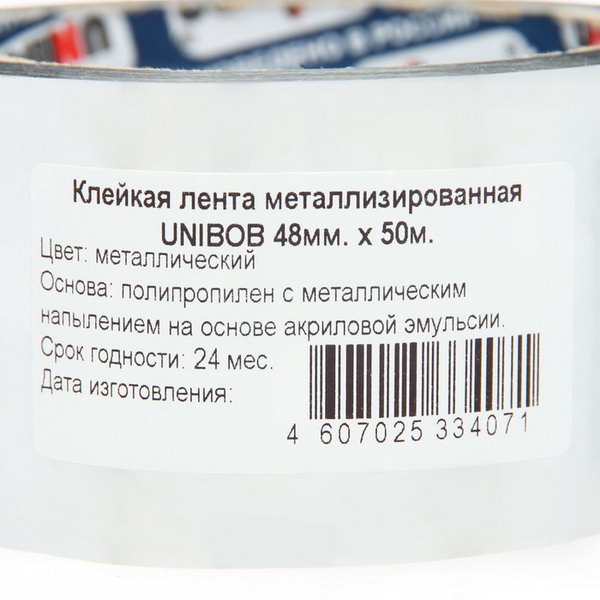 В РОССИИ
Клейкая лента металлизированная
UNIBOB 48мм. х 50м.
Цвет: металлический
Основа: полипропилен с металлическим
напылением на основе акриловой эмульсии.
Срок годности: 24 мес.
Дата изготовления:
4 607025 334071